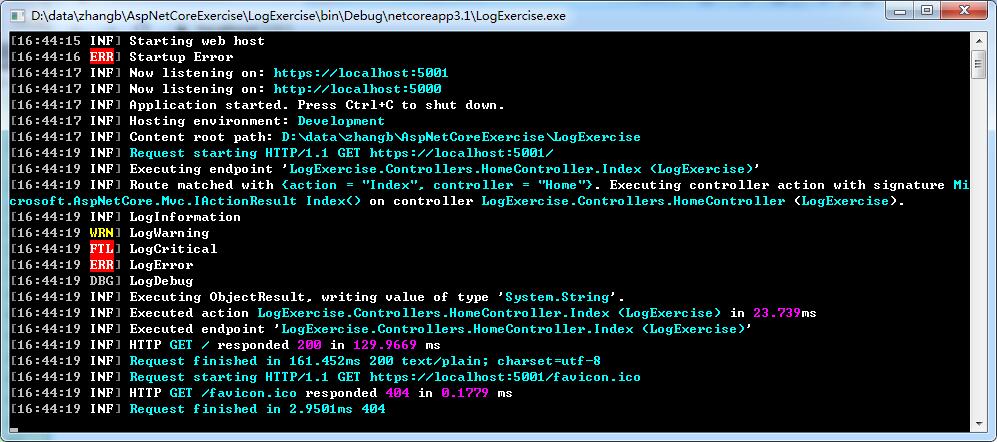 D:\data\zhangb\AspNetCoreExercise\LogExercise\bin\Debug\netcoreapp3.1\LogExercise.exe
[16:44:15 INF] Starting web host
[16:44:16 ERR] Startup Error
[16:44:17 INF] Now listening on: https://localhost:5001
[16:44:17 INF] Now listening on: http://localhost:5000
[16:44:17 INF] Application started. Press Ctrl+C to shut down.
[16:44:17 INF] Hosting environment: Development
[16:44:17 INF] Content root path: D:\data\zhangb\AspNetCoreExercise\LogExercise
[16:44:19 INF] Request starting HTTP/1.1 GET https://localhost:5001/
[16:44:19 INF] Executing endpoint 'LogExercise.Controllers.HomeController.Index (LogExercise)'
[16:44:19 INF] Route matched with {action = "Index", controller = "Home"}. Executing controller action with signature Mi
crosoft.AspNetCore.Mvc.IActionResult Index() on controller LogExercise.Controllers.HomeController (LogExercise).
[16:44:19 INF] LogInformation
[16:44:19 WRN] LogWarning
[16:44:19 FTL] LogCritical
[16:44:19 ERR] LogError
[16:44:19 DBG] LogDebug
[16:44:19 INF] Executing ObjectResult, writing value of type 'System.String'.
[16:44:19 INF] Executed action LogExercise.Controllers.HomeController.Index (LogExercise) in 23.739ms
[16:44:19 INF] Executed endpoint 'LogExercise.Controllers.HomeController.Index (LogExercise)'
[16:44:19 INF] HTTP GET / responded 200 in 129.9669 ms
[16:44:19 INF] Request finished in 161.452ms 200 text/plain; charset=utf-8
[16:44:19 INF] Request starting HTTP/1.1 GET https://localhost:5001/favicon.ico
[16:44:19 INF] HTTP GET /favicon.ico responded 404 in 0.1779 ms
[16:44:19 INF] Request finished in 2.9501ms 404